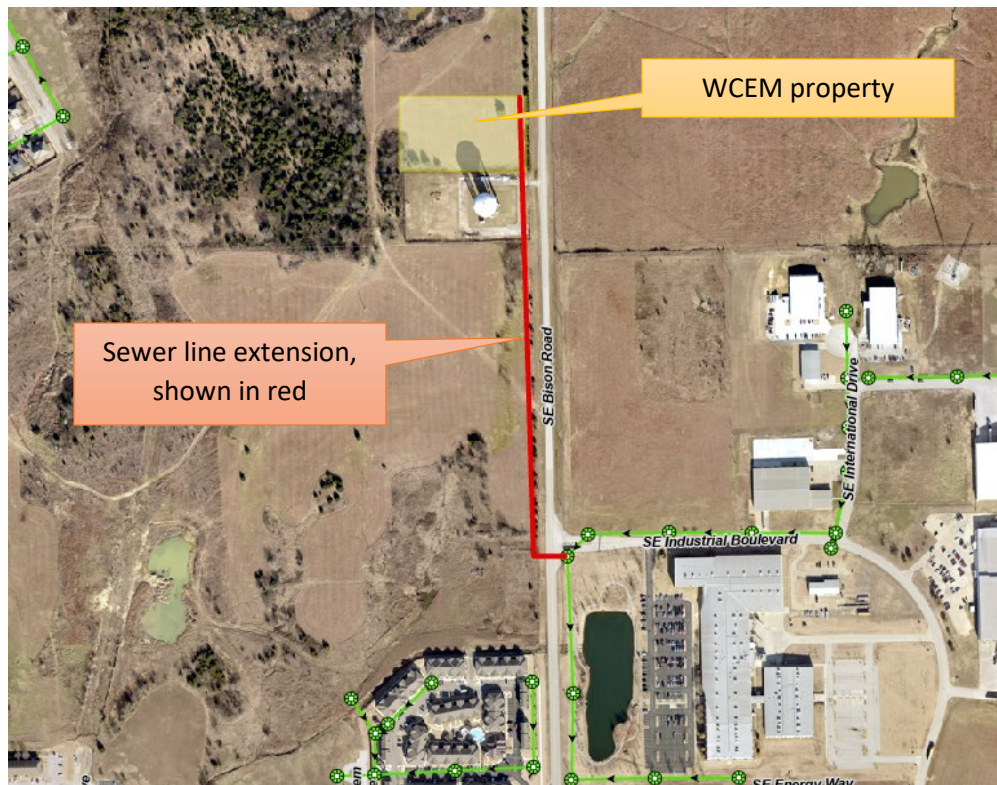 WCEM property
Sewer line extension,
shown in red
SE Bison Road
SE International Drive
SE Industrial Boulevard
SE Energy Way